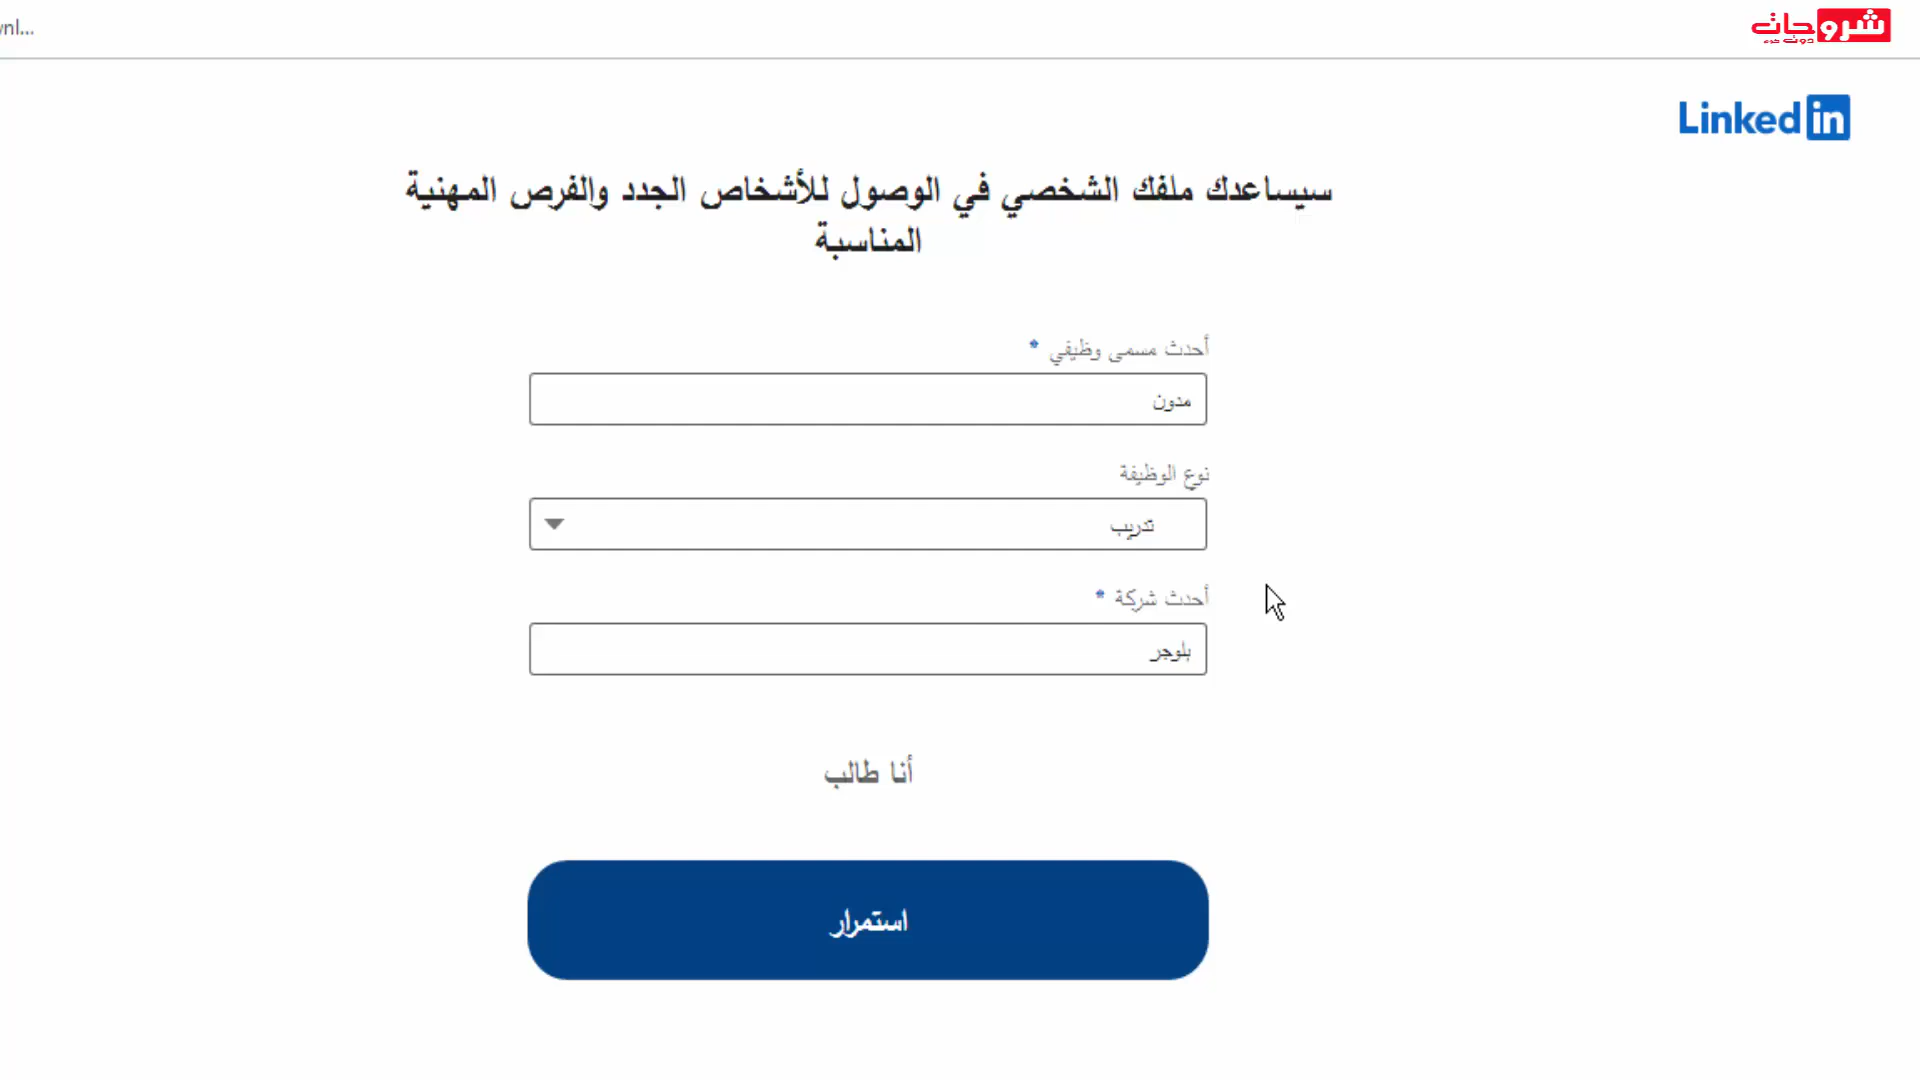 ynl...
شروحات
Linkedin
سيساعدك ملفك الشخصي في الوصول للأشخاص الجدد والفرص المهنية
المناسبة
أحدث مسمى وظيفي *
مدون
نوع الوظيفة
تدريب
أحدث شركة *
بلوجر
أنا طالب
استمرار